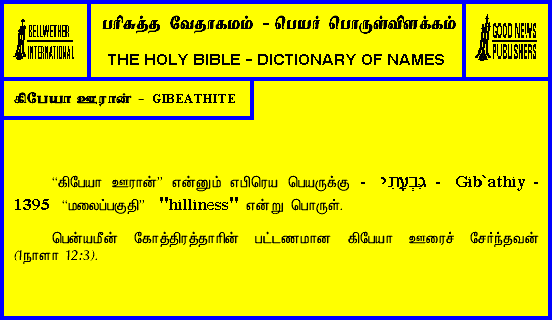 BELLWETHER
INTERNATIONAL
பரிசுத்த வேதாகமம் - பெயர் பொருள்விளக்கம்
THE HOLY BIBLE - DICTIONARY OF NAMES
GOOD NEWS
PUBLISHERS
கிபேயா ஊரான் - GIBEATHITE
“கிபேயா ஊரான்” என்னும் எபிரெய பெயருக்கு - גִּבְעָתִי - Gib`athiy -
1395 “மலைப்பகுதி” "hilliness" என்று பொருள்.
பென்யமீன் கோத்திரத்தாரின் பட்டணமான கிபேயா ஊரைச் சேர்ந்தவன்
(1நாளா 12:3).